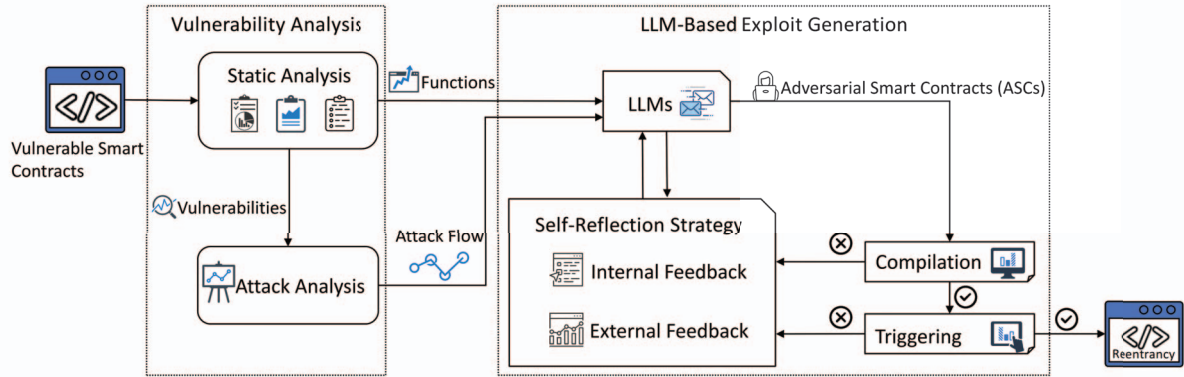 Vulnerability Analysis
LLM-Based Exploit Generation
Static Analysis
Functions
</>
Vulnerable Smart
Contracts
LLMs
Adversarial Smart Contracts (ASCs)
Vulnerabilities
Attack Flow
Attack Analysis
Self-Reflection Strategy
Internal Feedback
External Feedback
Compilation
Triggering
</>
Reentrancy